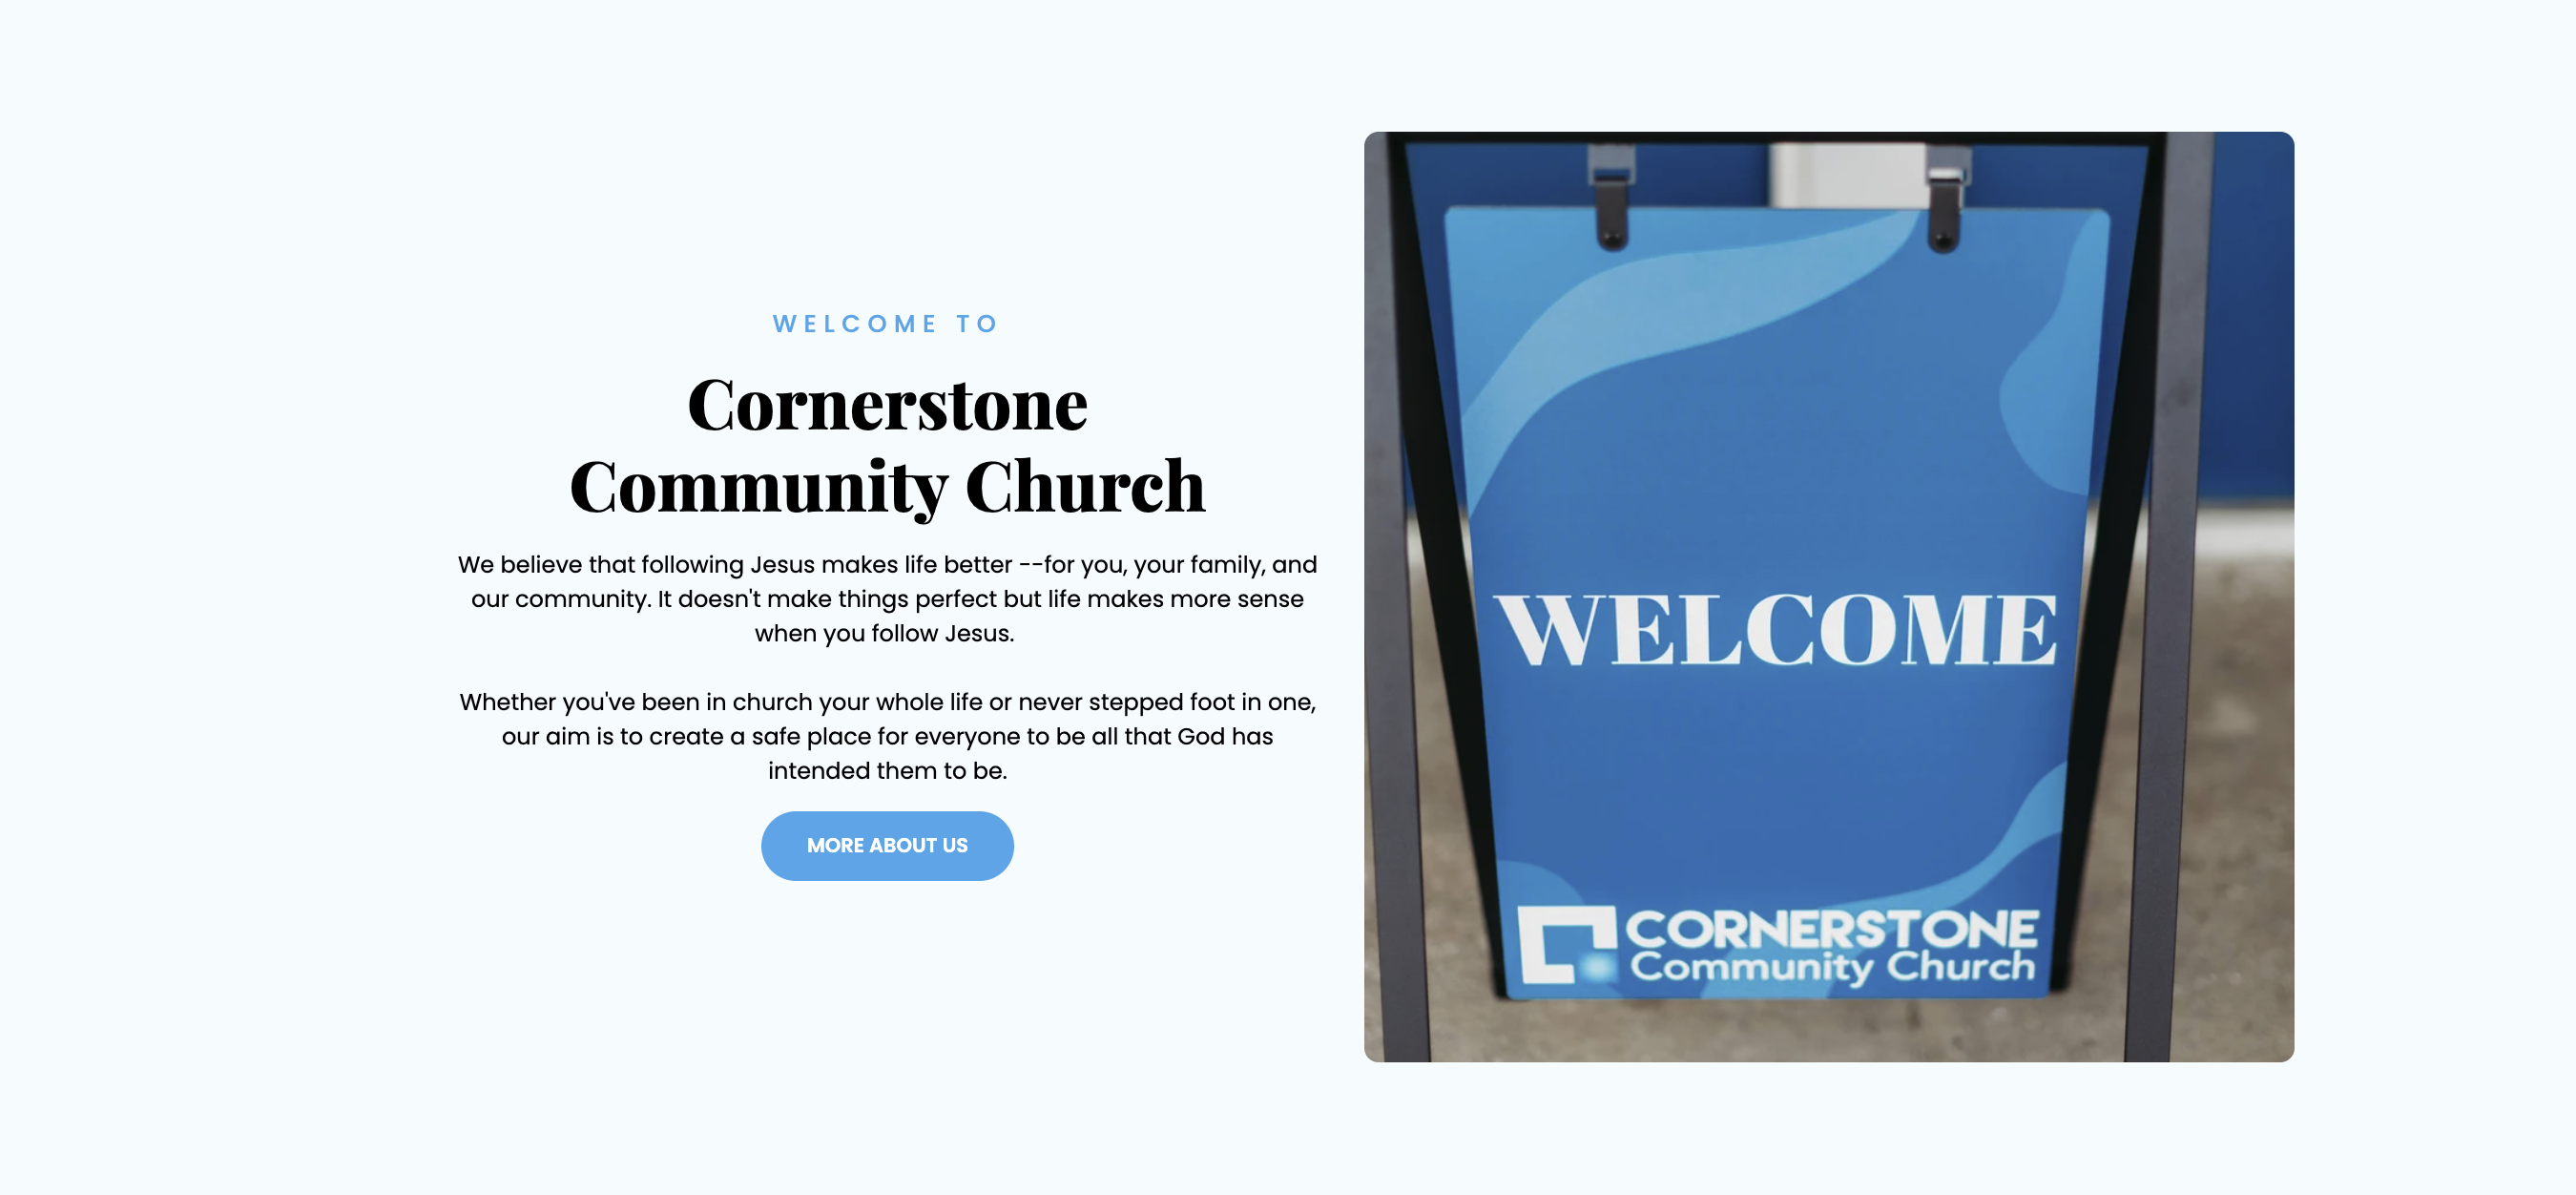 WELCOME TO
Cornerstone
Community Church
We believe that following Jesus makes life better --for you, your family, and
our community. It doesn't make things perfect but life makes more sense
when you follow Jesus.
Whether you've been in church your whole life or never stepped foot in one,
our aim is to create a safe place for everyone to be all that God has
intended them to be.
MORE ABOUT US
WELCOME
CORNERSTONE
Community Church